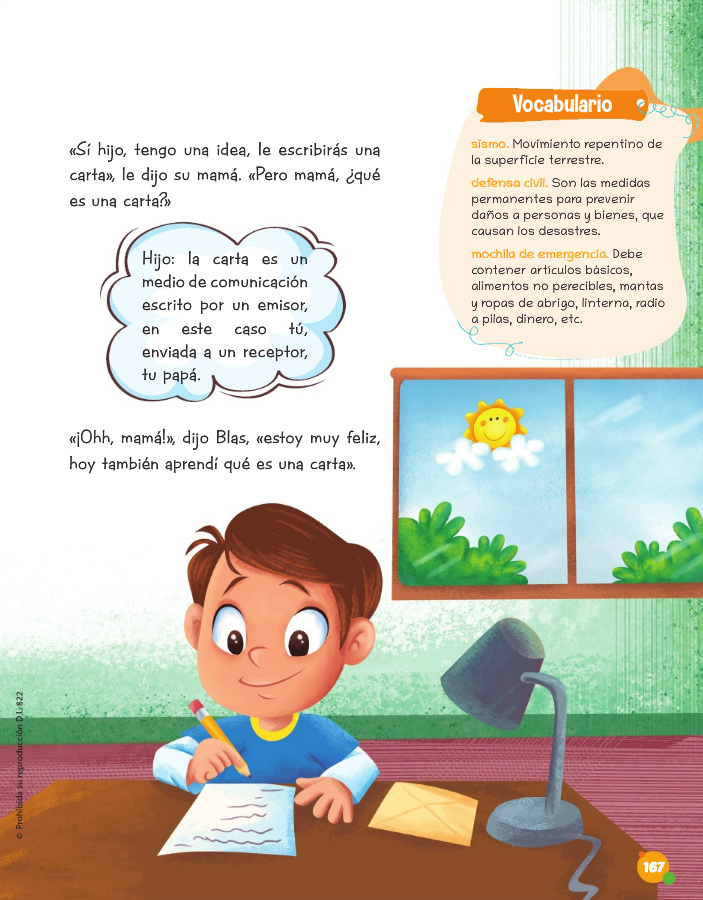 «Sí hijo, tengo una idea, le escribirás una
carta», le dijo su mamá. «Pero mamá, ¿qué
es una carta?»
Hijo: la carta es un
medio de comunicación
escrito por un emisor,
en este caso tú,
enviada a un receptor,
tu papá.
«¡Ohh, mamá!», dijo Blas, «estoy muy feliz,
hoy también aprendí qué es una carta».
Vocabulario
sismo. Movimiento repentino de
la superficie terrestre.
defensa civil. Son las medidas
permanentes para prevenir
daños a personas y bienes, que
causan los desastres.
mochila de emergencia. Debe
contener artículos básicos,
alimentos no perecibles, mantas
y ropas de abrigo, linterna, radio
a pilas, dinero, etc.
© Prohibida su reproducción D.L. 822
167